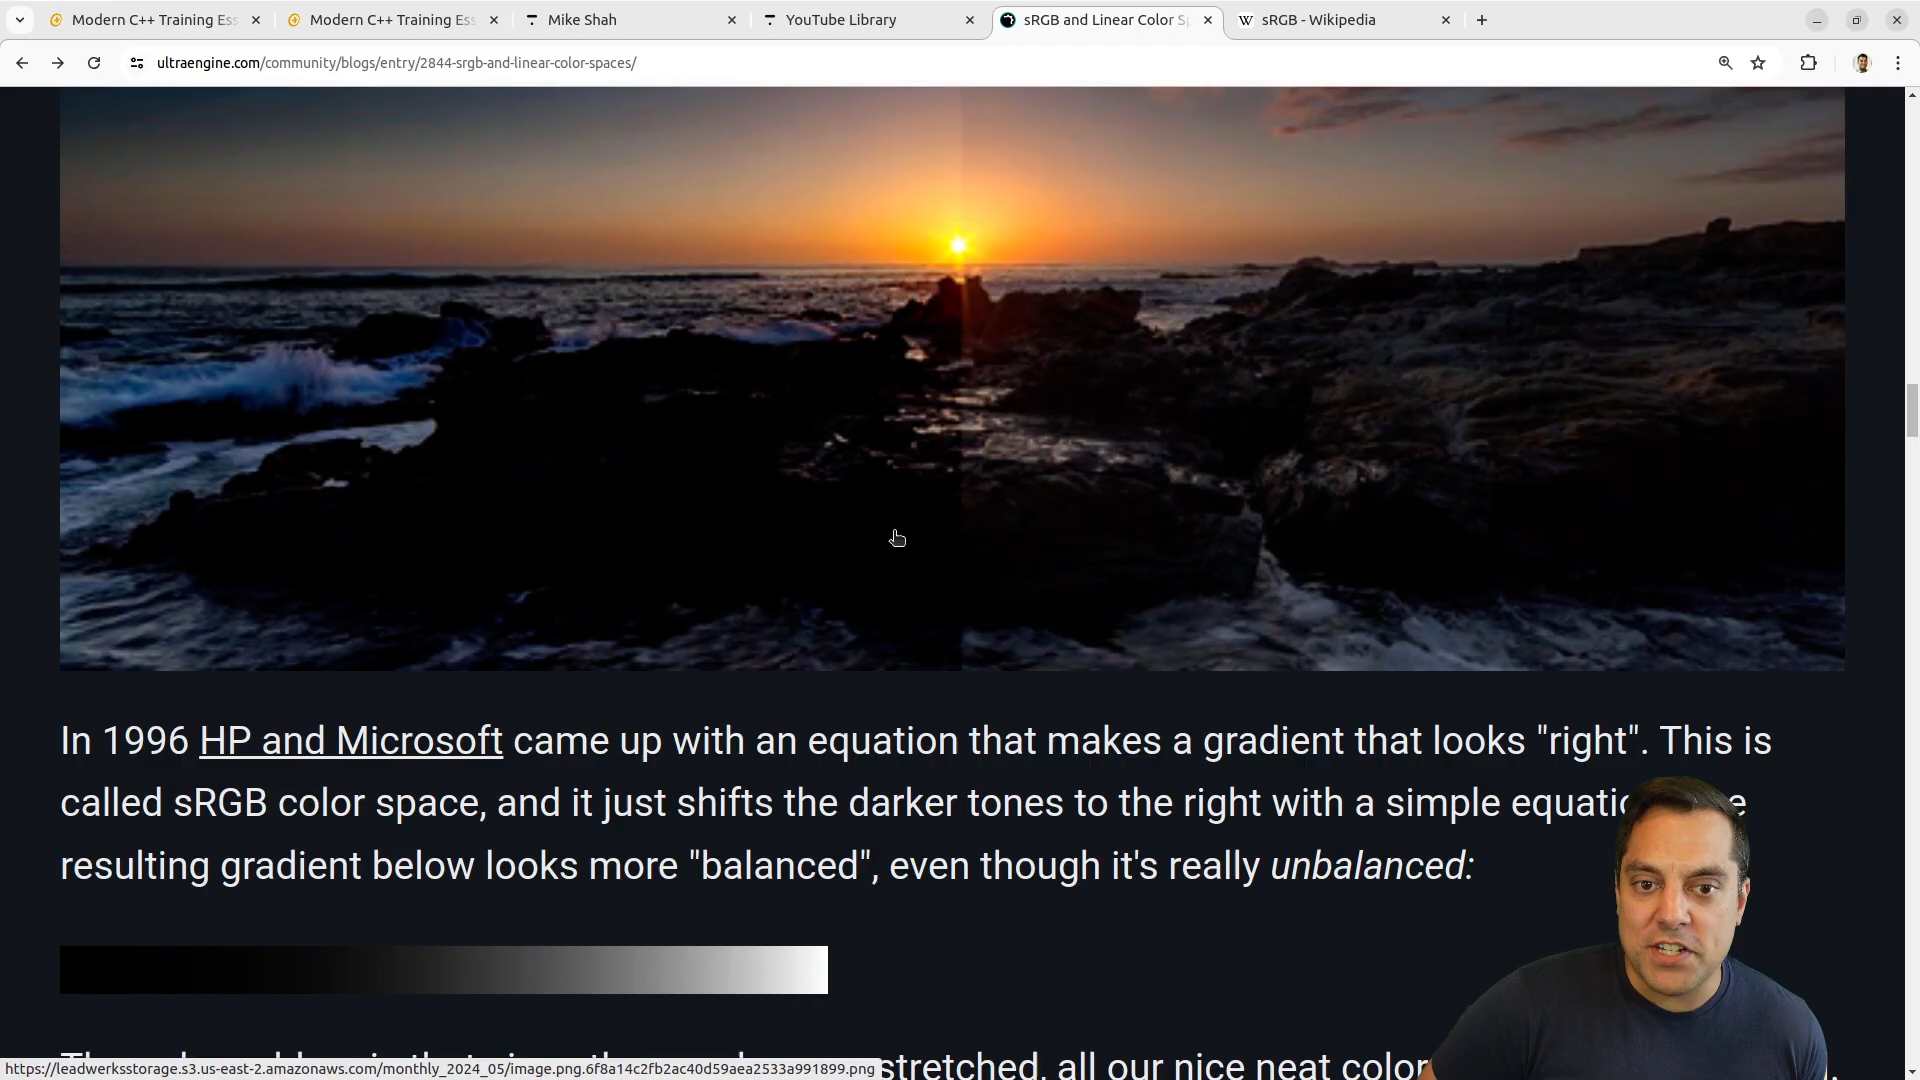 Modern C++ Training Ess
Modern C++ Training Ess
Mike Shah
YouTube Library
sRGB and Linear Color Sp
sRGB - Wikipedia
ultraengine.com/community/blogs/entry/2844-srgb-and-linear-color-spaces/
In 1996 HP and Microsoft came up with an equation that makes a gradient that looks "right". This is
called sRGB color space, and it just shifts the darker tones to the right with a simple
resulting gradient below looks more "balanced", even though it's really unbalanced:
stretched, all our nice neat color
https://leadwerksstorage.s3.us-east-2.amazonaws.com/monthly_2024_05/image.png.6f8a14c2fb2ac40d59aea2533a991899.png